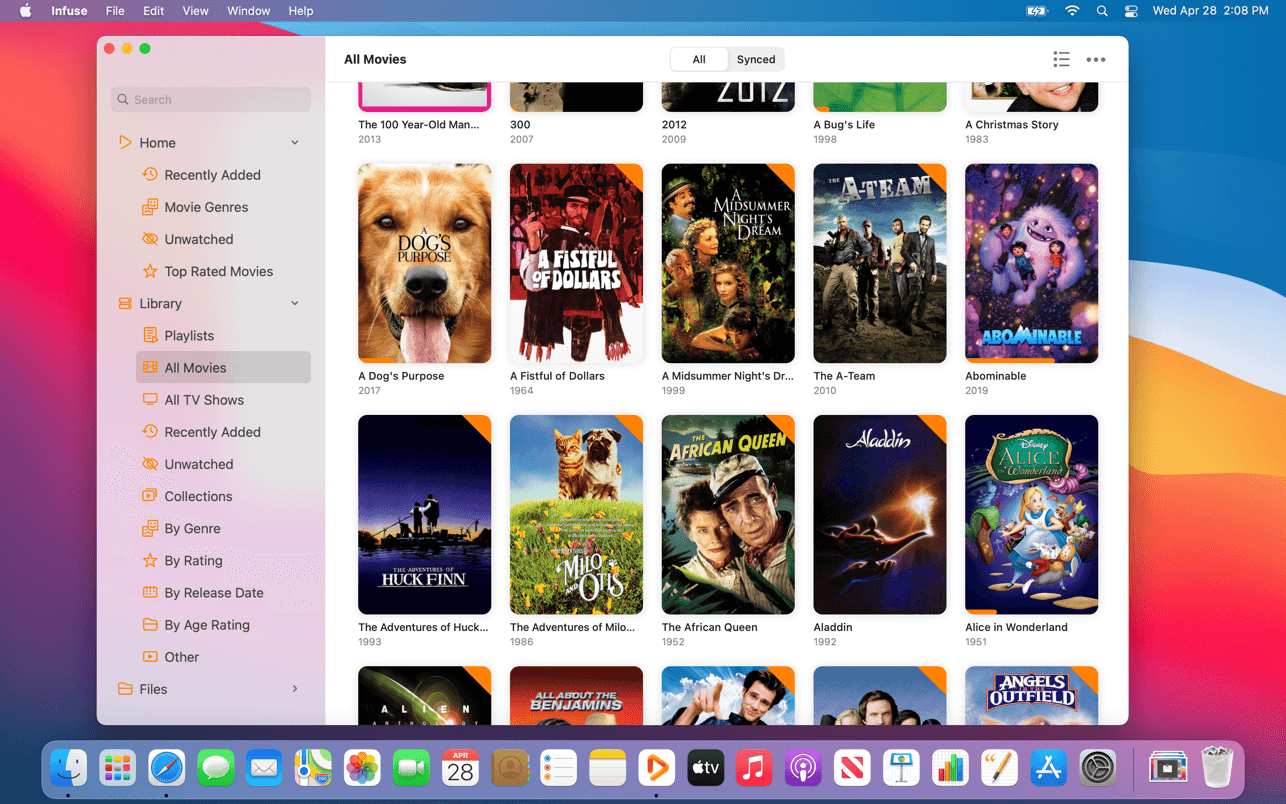 Infuse File Edit View Window Help
Wed Apr 28 2:08 PM
Search
Home
Recently Added
Movie Genres
Unwatched
Top Rated Movies
Library
Playlists
All Movies
All TV Shows
Recently Added
Unwatched
Collections
By Genre
By Rating
By Release Date
By Age Rating
Other
Files
All Movies
All Synced
2012
The 100 Year-Old Man...
2013
300
2007
2012
2009
A Bug's Life
1998
A Christmas Story
1983
A
DOG'S
PURPOSE
A Dog's Purpose
2017
A FISTFUL
OF DOLLARS
A Fistful of Dollars
1964
A
MIDSUMMER
NIGHT'S
DREAM
A Midsummer Night's Dr...
1999
THE A-TEAM
The A-Team
2010
ABOMINABLE
Abominable
2019
THE ADVENTURES OF
HUCK FINN
The Adventures of Huck...
1993
MILO
AND OTIS
The Adventures of Milo...
1986
THE
AFRICAN QUEEN
The African Queen
1952
Aladdin
Aladdin
1992
Disney
ALICE
IN Wonderland
Alice in Wonderland
1951
ALIEN
ANTHOLOGY
ALL ABOUT THE
BENJAMINS
ANGELS
IN THE
OUTFIELD
APR
28
tv